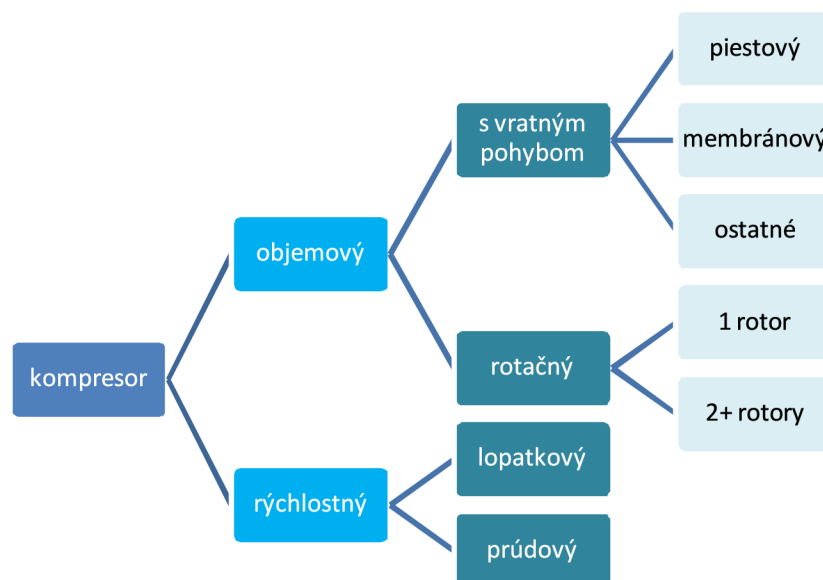 kompresor
objemový
s vratným
pohybom
piestový
membránový
ostatné
rotačný
1 rotor
2+ rotory
rýchlostný
lopatkový
prúdový